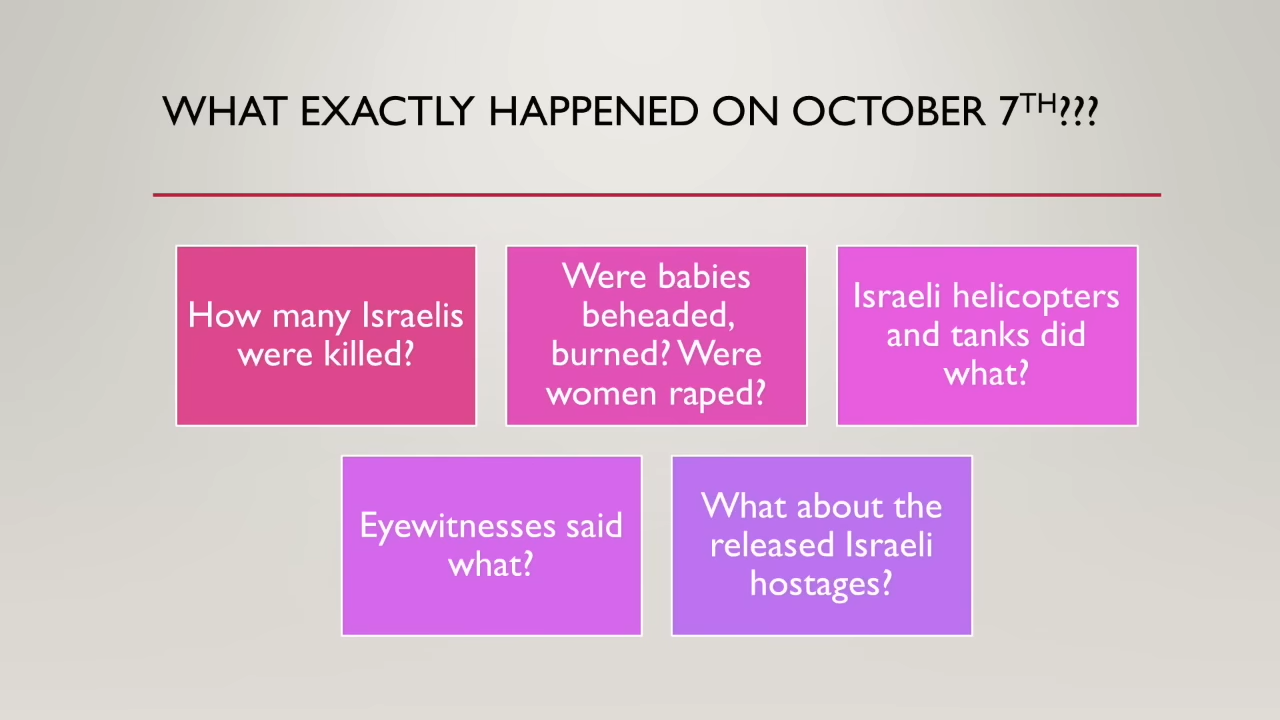 WHAT EXACTLY HAPPENED ON OCTOBER 7TH???
How many Israelis
were killed?
Were babies
beheaded,
burned? Were
women raped?
Israeli helicopters
and tanks did
what?
Eyewitnesses said
what?
What about the
released Israeli
hostages?